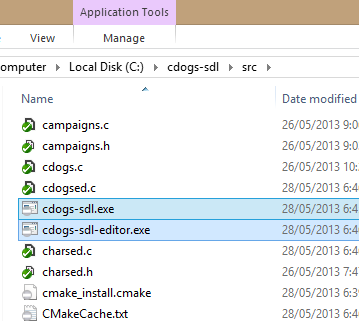 Application Tools
View Manage
omputer Local Disk (C:) cdogs-sdl src
Name Date modified
campaigns.c 26/05/2013 9:0
campaigns.h 26/05/2013 9:0
cdogs.c 26/05/2013 10:
cdogsed.c 28/05/2013 6:4
cdogs-sdl.exe 28/05/2013 6:4
cdogs-sdl-editor.exe 28/05/2013 6:4
charsed.c 28/05/2013 6:4
charsed.h 26/05/2013 7:4
cmake_install.cmake 28/05/2013 6:3
CMakeCache.txt 28/05/2013 6:4